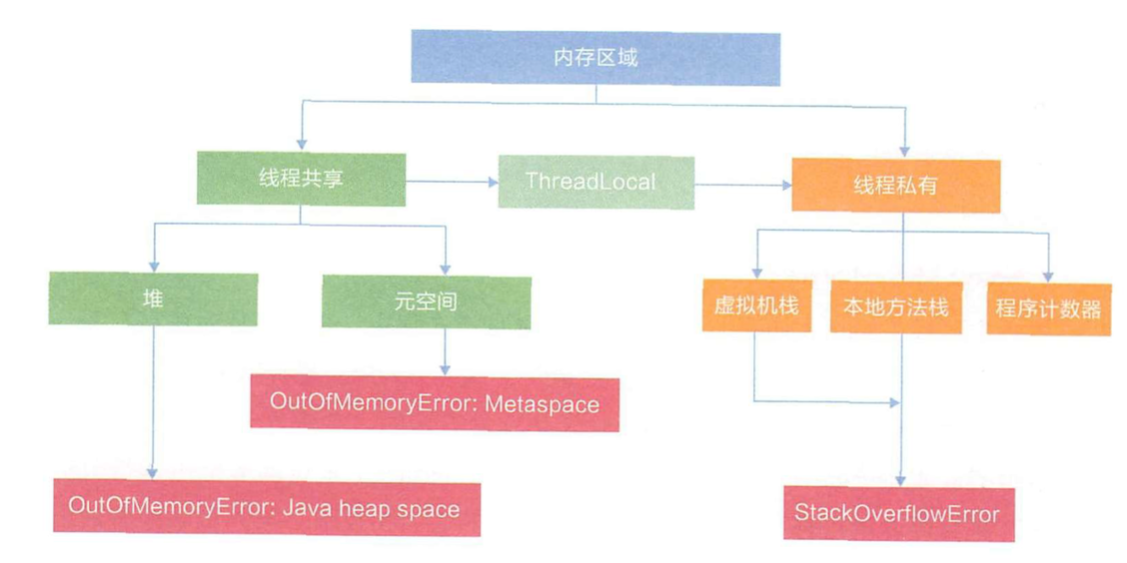 内存区域
线程共享
ThreadLocal
线程私有
堆
元空间
虚拟机栈
本地方法栈
程序计数器
OutOfMemoryError: Metaspace
OutOfMemoryError: Java heap space
StackOverflowError